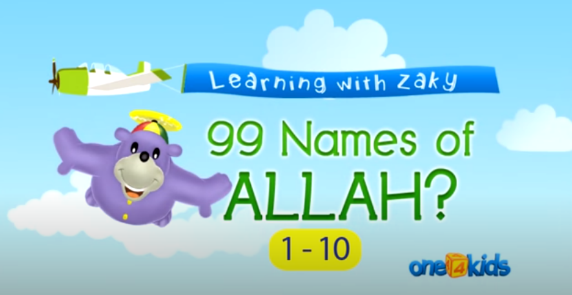 Learning with Zaky
99 Names of
ALLAH?
1 - 10
one4kids